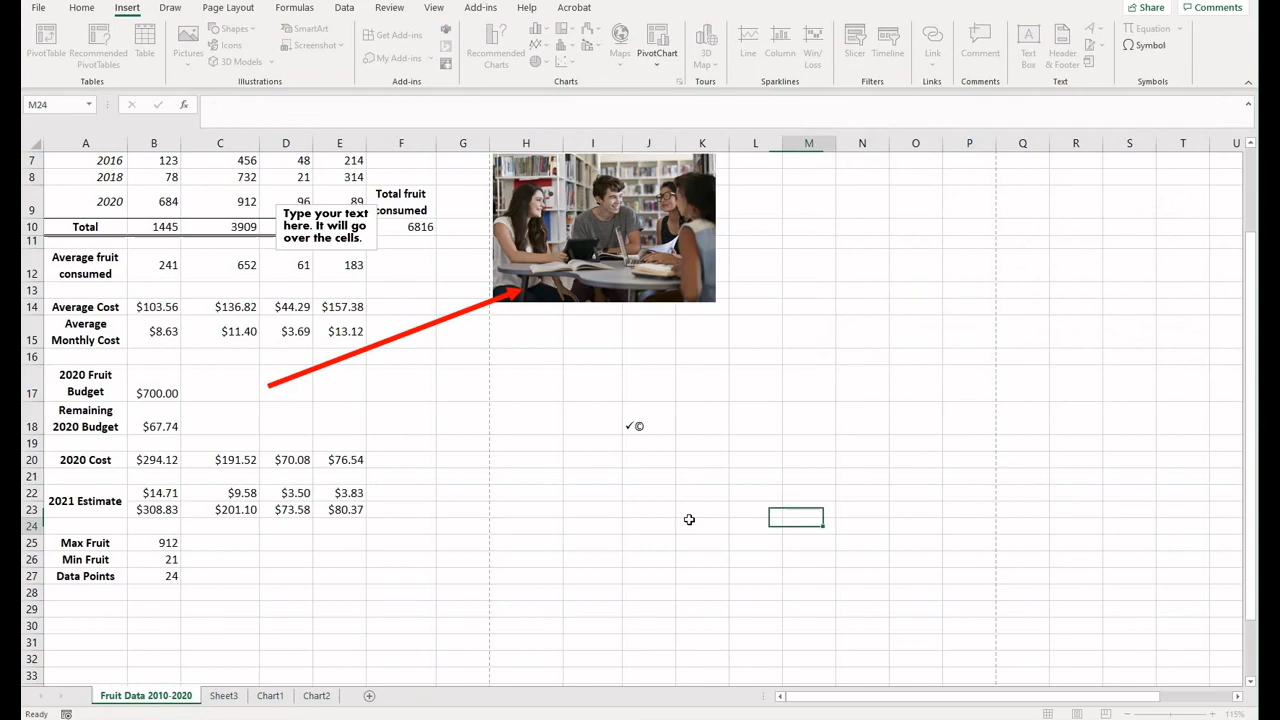 File Home Insert Draw Page Layout Formulas Data Review View Add-ins Help Acrobat Share Comments
PivotTable Recommended PivotTables Table Pictures Shapes Icons 3D Models SmartArt Screenshot Get Add-ins My Add-ins Recommended Charts Maps PivotChart 3D Map Line Column Win/Loss Slicer Timeline Link Comment Text Box Header & Footer Equation Symbol
Tables Illustrations Add-ins Charts Tours Sparklines Filters Links Comments Text Symbols
M24 fx
A B C D E F G H I J K L M N O P Q R S T U
7 2016 123 456 48 214
8 2018 78 732 21 314
9 2020 684 912 96 89 Total fruit consumed
10 Total 1445 3909 6816
Type your text
here. It will go
over the cells.
11
12 Average fruit consumed 241 652 61 183
13
14 Average Cost $103.56 $136.82 $44.29 $157.38
15 Average Monthly Cost $8.63 $11.40 $3.69 $13.12
16
17 2020 Fruit Budget $700.00
18 Remaining 2020 Budget $67.74 ✓©
19
20 2020 Cost $294.12 $191.52 $70.08 $76.54
21
22 2021 Estimate $14.71 $9.58 $3.50 $3.83
23 $308.83 $201.10 $73.58 $80.37
24
25 Max Fruit 912
26 Min Fruit 21
27 Data Points 24
28
29
30
31
32
33
Fruit Data 2010-2020 Sheet3 Chart1 Chart2
Ready 115%